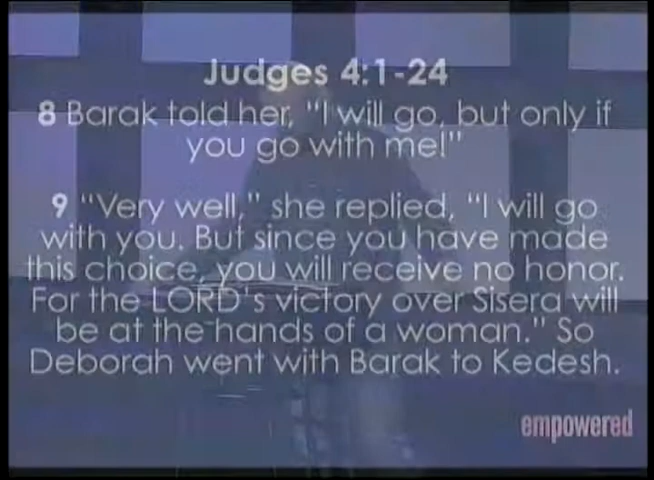 Judges 4:1-24
8 Barak told her, "I will go, but only if
you go with me!"
9 "Very well," she replied, "I will go
with you. But since you have made
this choice, you will receive no honor.
For the LORD's victory over Sisera will
be at the hands of a woman." So
Deborah went with Barak to Kedesh.
empowered